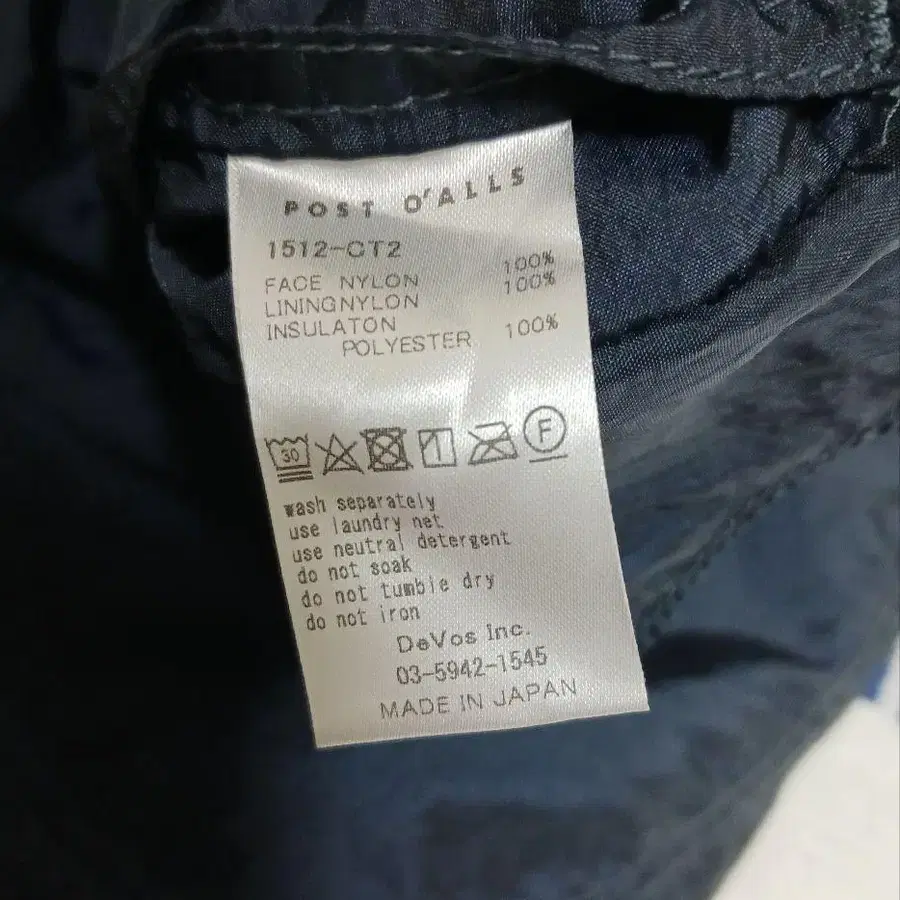 POST O'ALLS
1512-CT2
FACE NYLON 100%
LININGNYLON 100%
INSULATON
POLYESTER 100%
30 F
wash separately
use laundry net
use neutral detergent
do not soak
do not tumble dry
do not iron
DeVos Inc.
03-5942-1545
MADE IN JAPAN